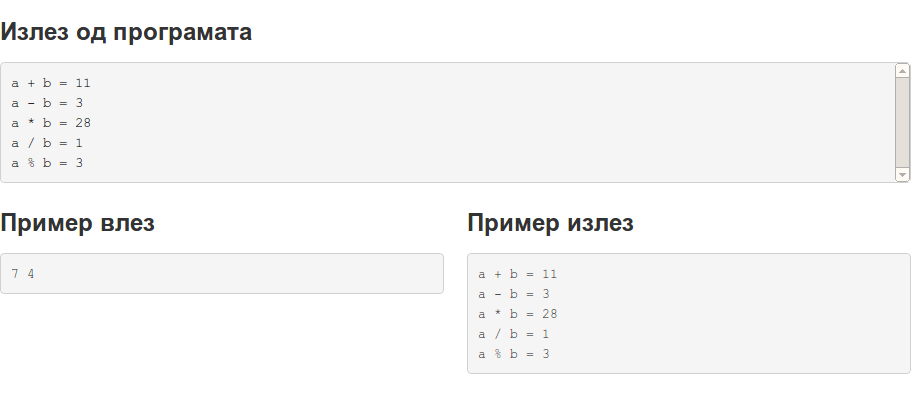 Излез од програмата
a + b = 11
a - b = 3
a * b = 28
a / b = 1
a % b = 3
Пример влез
7 4
Пример излез
a + b = 11
a - b = 3
a * b = 28
a / b = 1
a % b = 3